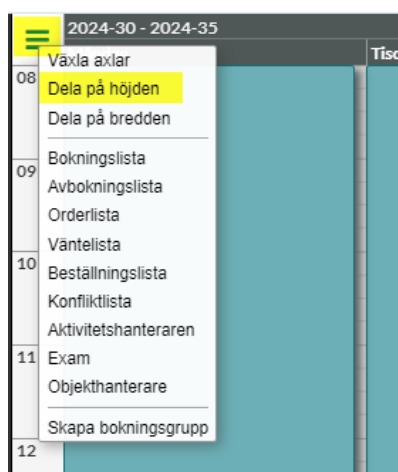 2024-30 - 2024-35
Växla axlar
Tisd
08
Dela på höjden
Dela på bredden
Bokningslista
09
Avbokningslista
Orderlista
Väntelista
10
Beställningslista
Konfliktlista
Aktivitetshanteraren
11
Exam
Objekthanterare
Skapa bokningsgrupp
12